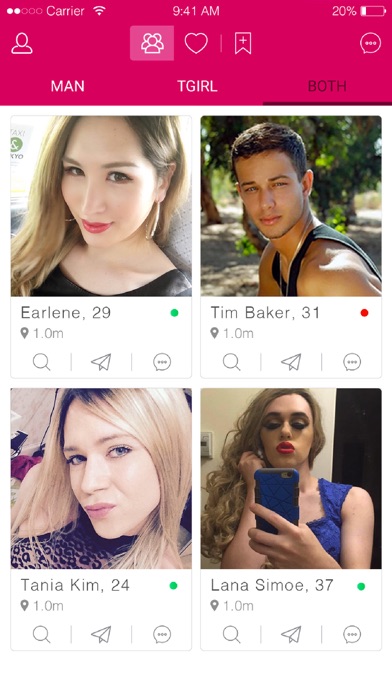 Carrier 9:41 AM 20%
MAN TGIRL BOTH
Earlene, 29
1.0m
Tim Baker, 31
1.0m
Tania Kim, 24
1.0m
Lana Simoe, 37
1.0m